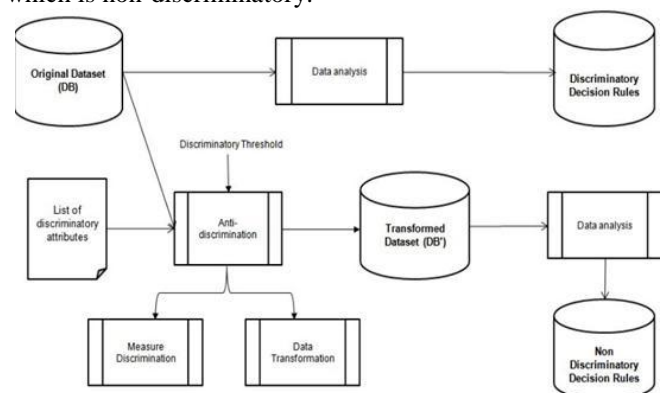 which is non-discriminatory.
Original Dataset
(DB)
Data analysis
Discriminatory
Decision Rules
Discriminatory Threshold
List of
discriminatory
attributes
Anti-
discrimination
Transformed
Dataset (DB')
Data analysis
Measure
Discrimination
Data
Transformation
Non
Discriminatory
Decision Rules